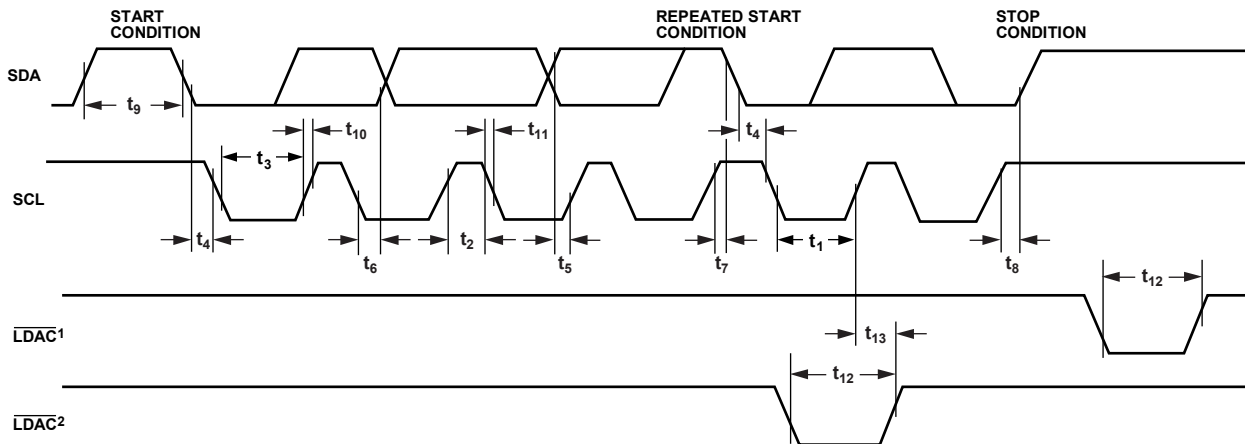 START
CONDITION
REPEATED START
CONDITION
STOP
CONDITION
SDA
t9
t10
t11
t4
t3
SCL
t4
t6
t2
t5
t7
t1
t8
t12
LDAC1
t13
t12
LDAC2